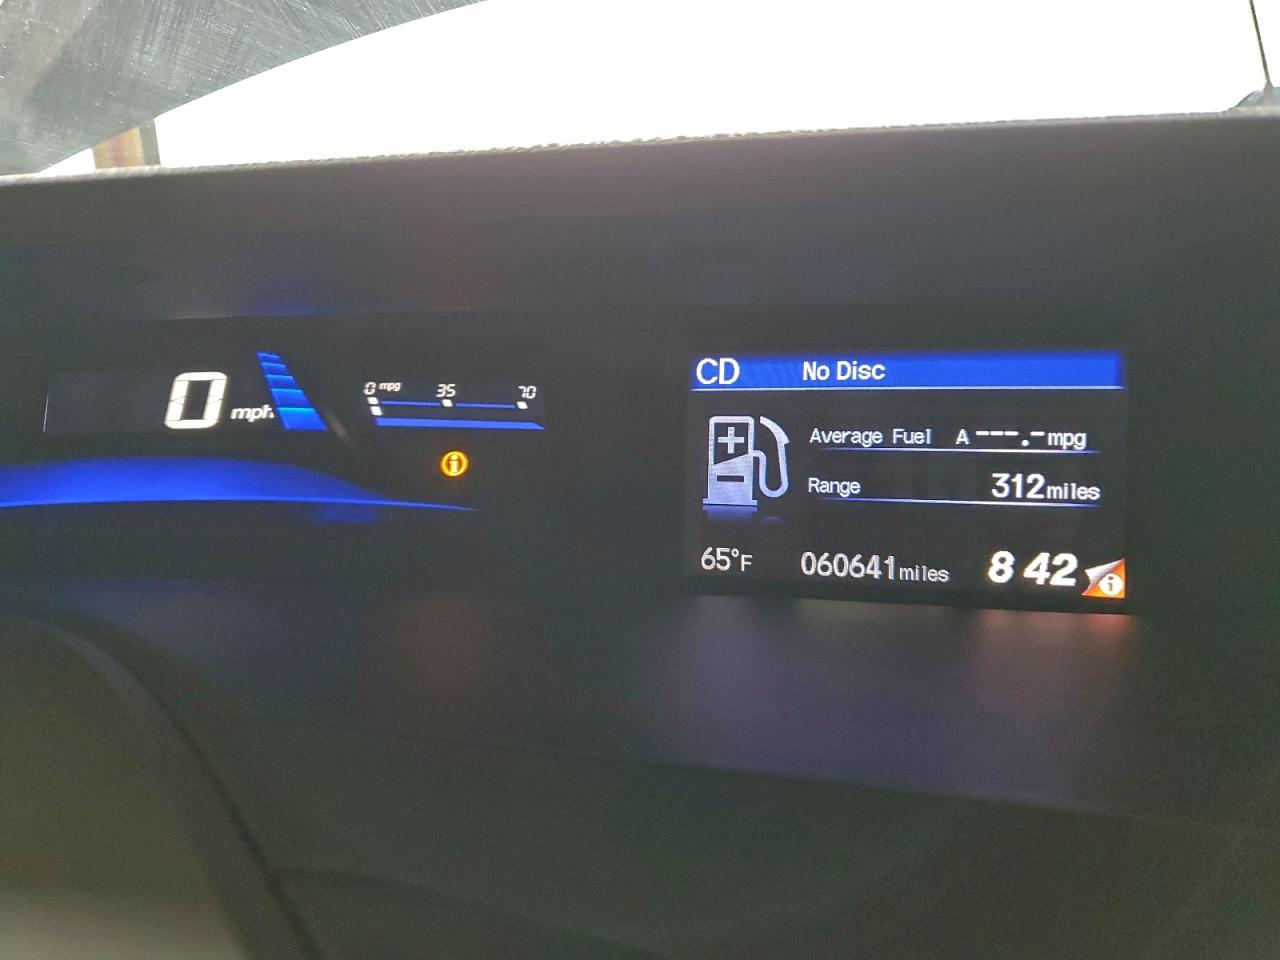 0 mph
0 mpg 35 70
CD No Disc
Average Fuel A ---.- mpg
Range 312 miles
65°F 060641 miles 8 42